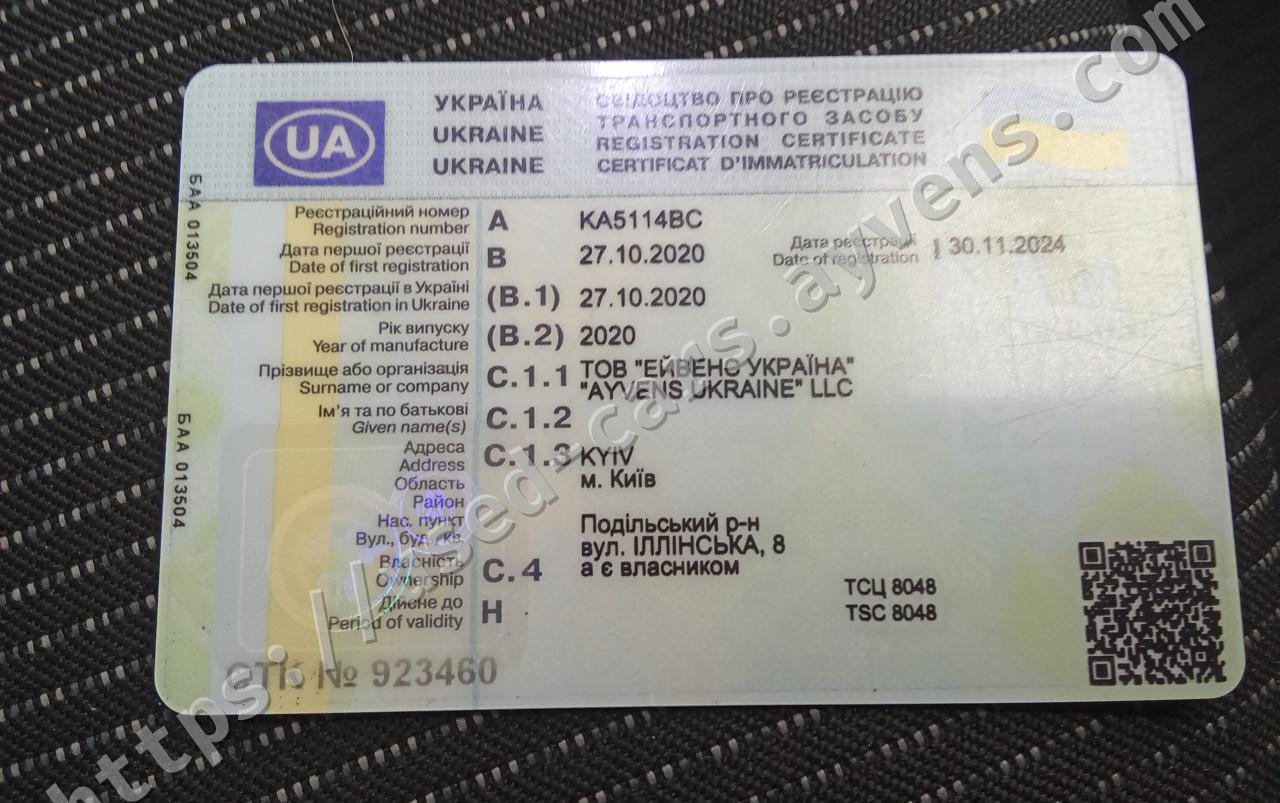 УКРАЇНА
UKRAINE
UKRAINE
СВІДОЦТВО ПРО РЕЄСТРАЦІЮ
ТРАНСПОРТНОГО ЗАСОБУ
REGISTRATION CERTIFICATE
CERTIFICAT D'IMMATRICULATION
UA
БАА 013504
БАА 013504
Реєстраційний номер
Registration number
A
KA5114BC
Дата першої реєстрації
Date of first registration
B
27.10.2020
Дата реєстрації
Date of registration
I
30.11.2024
Дата першої реєстрації в Україні
Date of first registration in Ukraine
(B.1)
27.10.2020
Рік випуску
Year of manufacture
(B.2)
2020
Прізвище або організація
Surname or company
C.1.1
ТОВ "ЕЙВЕНС УКРАЇНА"
"AYVENS UKRAINE" LLC
Ім'я та по батькові
Given name(s)
C.1.2
Адреса
Address
Область
Район
Нас. пункт
Вул., буд., кв.
C.1.3
KYIV
м. Київ
Подільський р-н
вул. ІЛЛІНСЬКА, 8
Власність
Ownership
C.4
а є власником
Дійсне до
Period of validity
H
ТСЦ 8048
TSC 8048
СТК № 923460
https://used-cars.ayvens.com